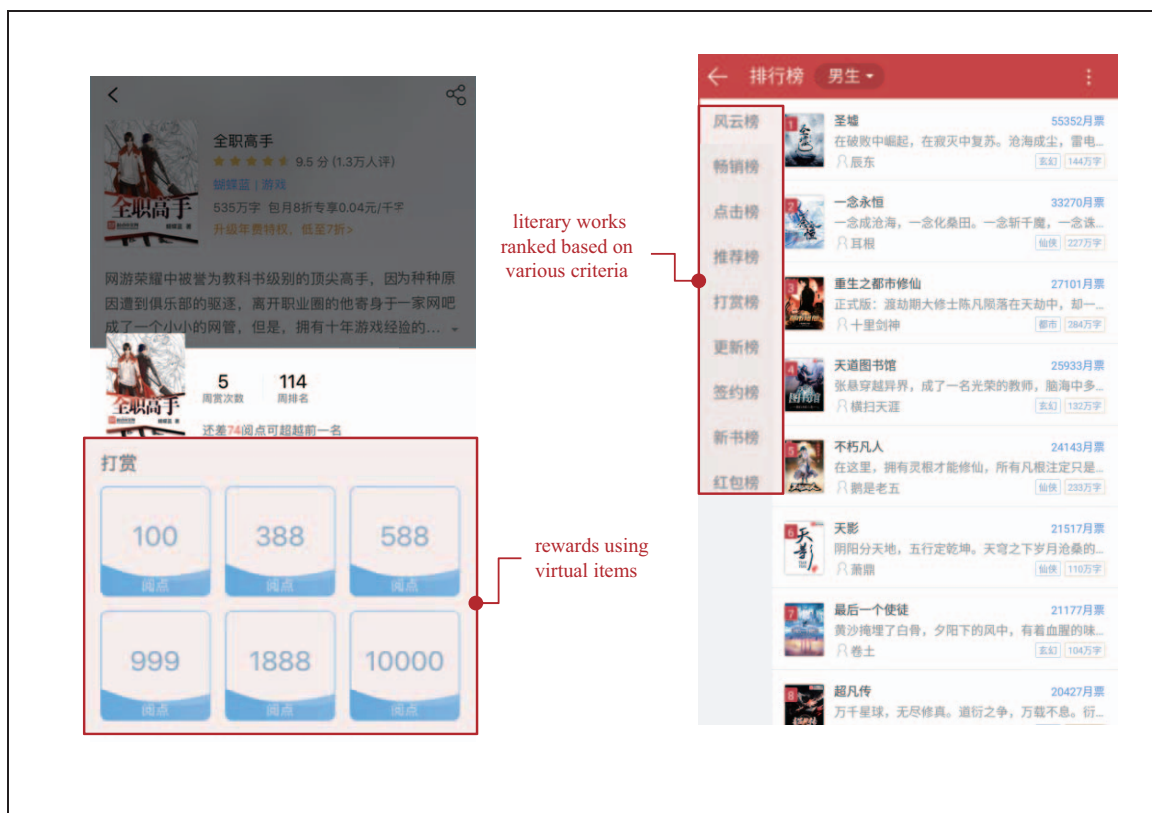 全职高手
9.5 分 (1.3万人评)
蝴蝶蓝 | 游戏
535万字 包月8折专享0.04元/千字
升级年费特权，低至7折>
网游荣耀中被誉为教科书级别的顶尖高手，因为种种原
因遭到俱乐部的驱逐，离开职业圈的他寄身于一家网吧
成了一个小小的网管，但是，拥有十年游戏经验的...
全职高手
5
周赏次数
114
周排名
还差74阅点可超越前一名
打赏
100
阅点
388
阅点
588
阅点
999
阅点
1888
阅点
10000
阅点
literary works
ranked based on
various criteria
rewards using
virtual items
排行榜 男生
风云榜
畅销榜
点击榜
推荐榜
打赏榜
更新榜
签约榜
新书榜
红包榜
1
圣墟 55352月票
在破败中崛起，在寂灭中复苏。沧海成尘，雷电...
辰东 玄幻 144万字
2
一念永恒 33270月票
一念成沧海，一念化桑田。一念斩千魔，一念诛...
耳根 仙侠 227万字
3
重生之都市修仙 27101月票
正式版：渡劫期大修士陈凡陨落在天劫中，却一...
十里剑神 都市 284万字
4
天道图书馆 25933月票
张悬穿越异界，成了一名光荣的教师，脑海中多...
横扫天涯 玄幻 132万字
5
不朽凡人 24143月票
在这里，拥有灵根才能修仙，所有凡根注定只是...
鹅是老五 仙侠 233万字
6
天影 21517月票
阴阳分天地，五行定乾坤。天穹之下岁月沧桑的...
萧鼎 仙侠 110万字
7
最后一个使徒 21177月票
黄沙掩埋了白骨，夕阳下的风中，有着血腥的味...
卷土 玄幻 104万字
8
超凡传 20427月票
万千星球，无尽修真。道衍之争，万载不息。衍...